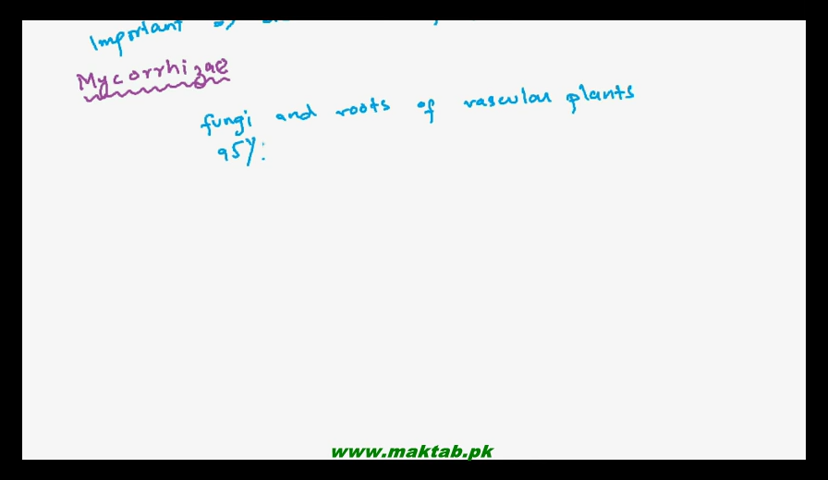 Important
Mycorrhizae
fungi and roots of vascular plants
95%
www.maktab.pk